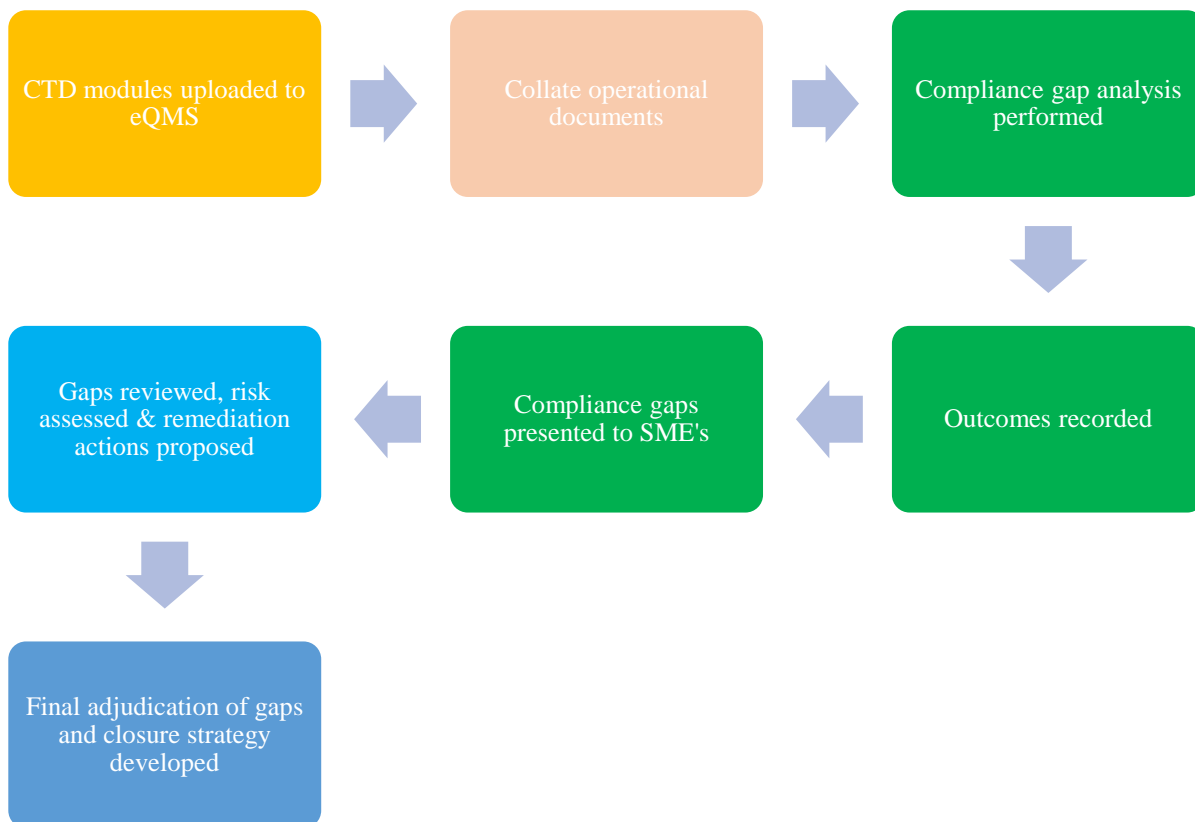 CTD modules uploaded to
eQMS
Collate operational
documents
Compliance gap analysis
performed
Outcomes recorded
Compliance gaps
presented to SME's
Gaps reviewed, risk
assessed & remediation
actions proposed
Final adjudication of gaps
and closure strategy
developed